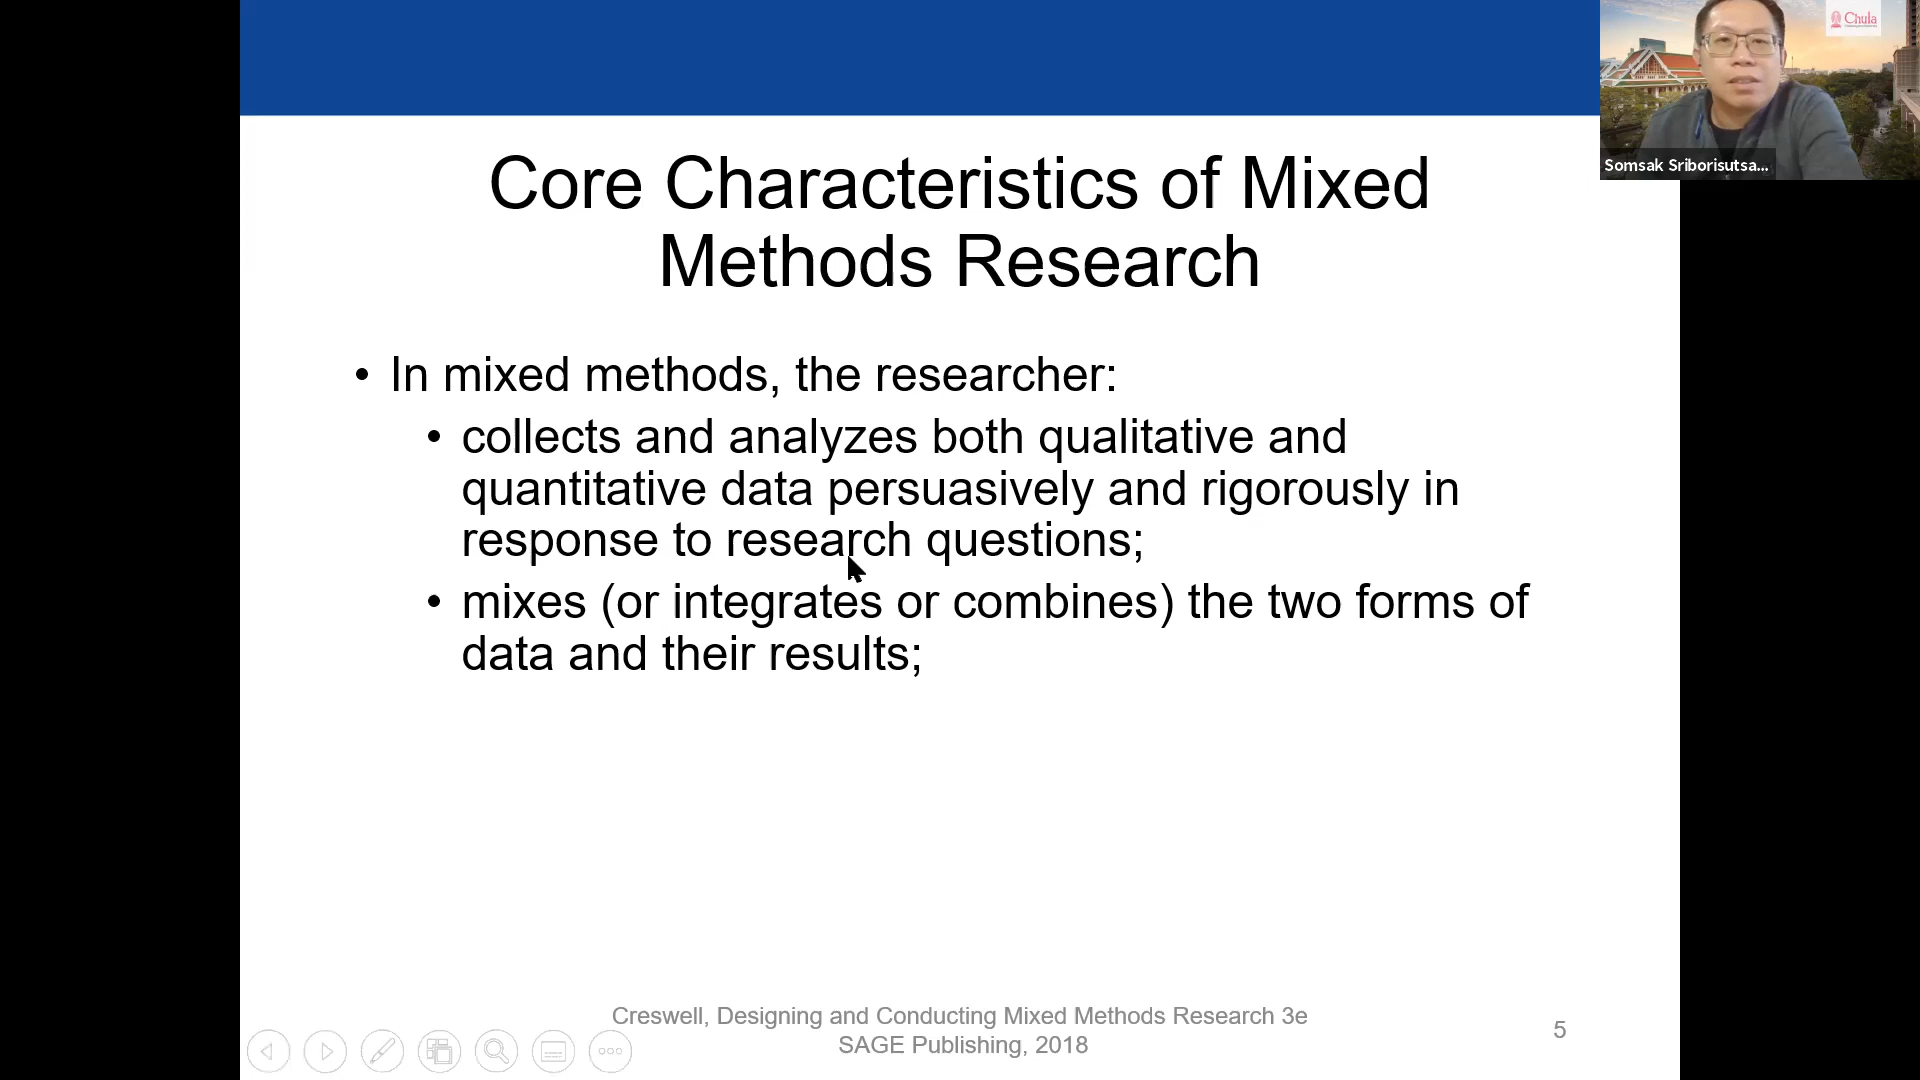 Chula
Somsak Sriborisutsa...
Core Characteristics of Mixed
Methods Research
• In mixed methods, the researcher:
• collects and analyzes both qualitative and
quantitative data persuasively and rigorously in
response to research questions;
• mixes (or integrates or combines) the two forms of
data and their results;
Creswell, Designing and Conducting Mixed Methods Research 3e
SAGE Publishing, 2018
5